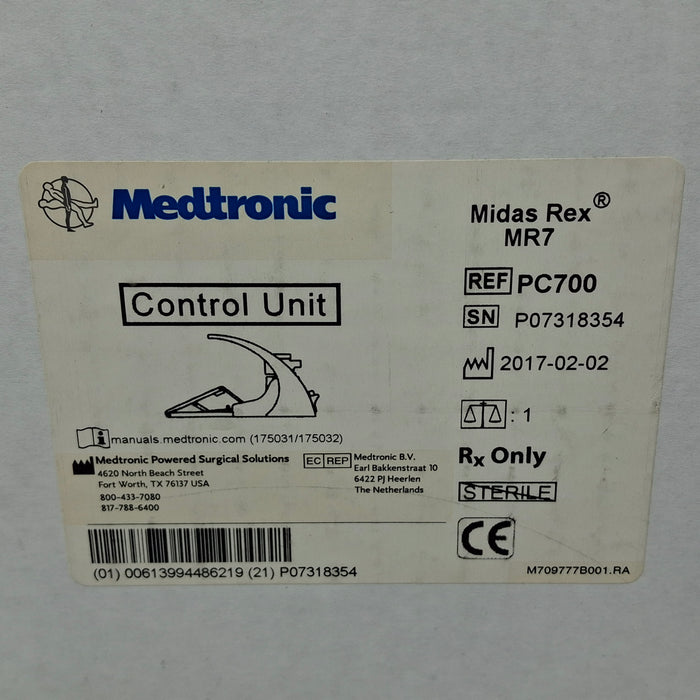 Medtronic
Midas Rex®
MR7
Control Unit
REF PC700
SN P07318354
2017-02-02
: 1
manuals.medtronic.com (175031/175032)
Rx Only
Medtronic Powered Surgical Solutions
4620 North Beach Street
Fort Worth, TX 76137 USA
800-433-7080
817-788-6400
EC REP Medtronic B.V.
Earl Bakkenstraat 10
6422 PJ Heerlen
The Netherlands
STERILE
CE
(01) 00613994486219 (21) P07318354
M709777B001.RA